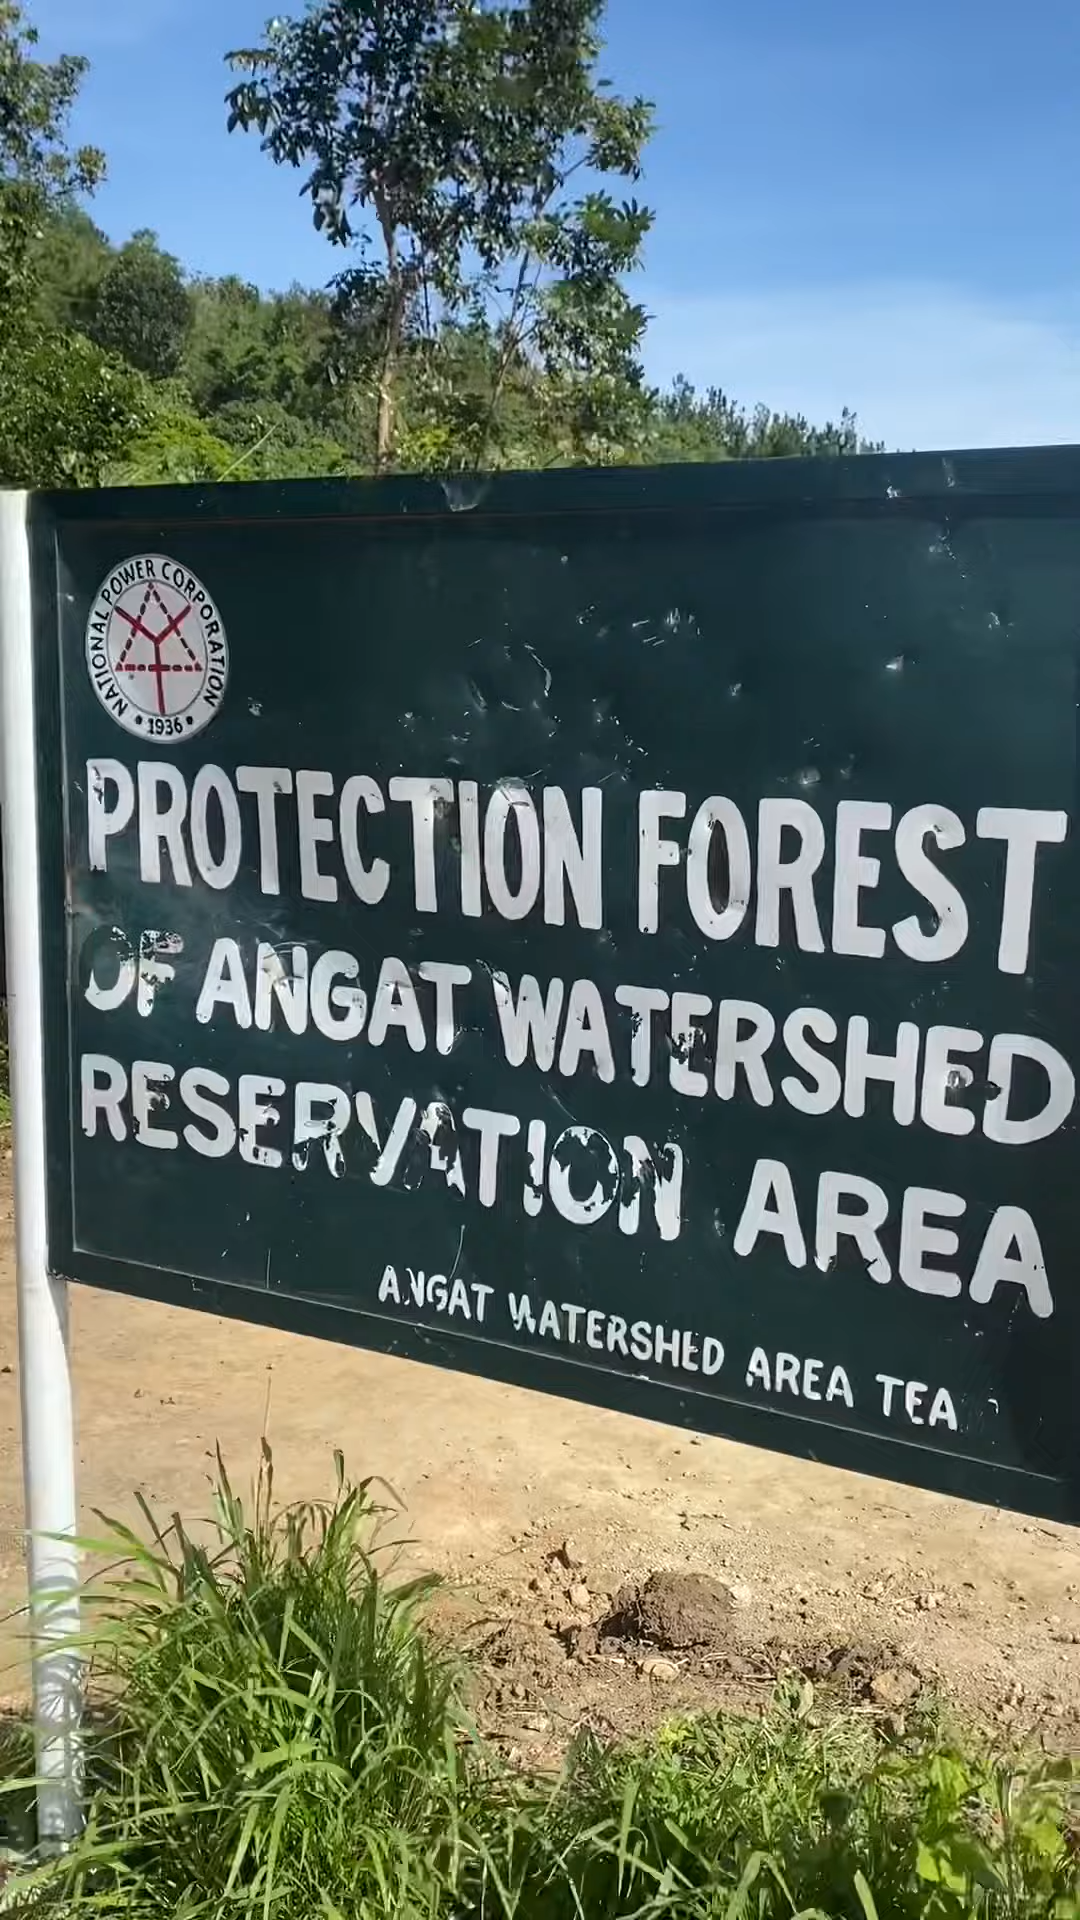 NATIONAL POWER CORPORATION
• 1936 •
PROTECTION FOREST
OF ANGAT WATERSHED
RESERVATION AREA
ANGAT WATERSHED AREA